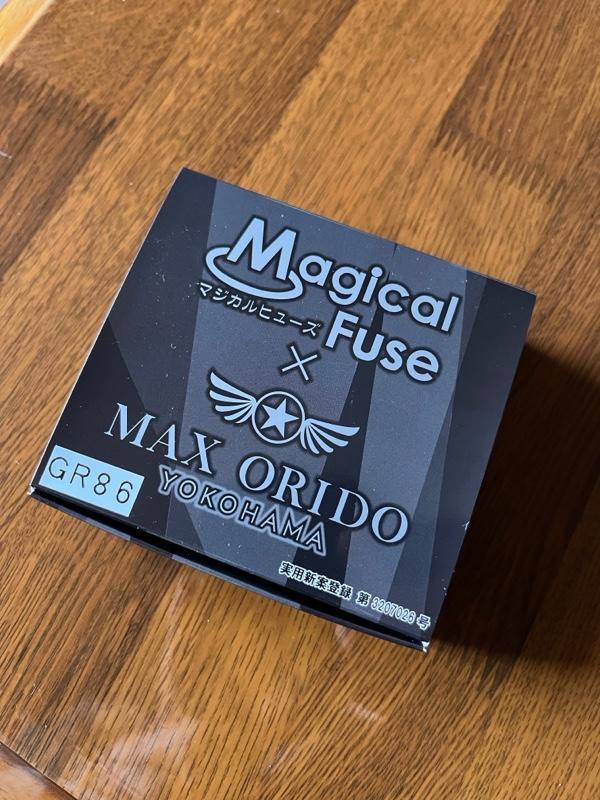 Magical
マジカルヒューズ
Fuse
×
MAX ORIDO
YOKOHAMA
GR86
実用新案登録 第3207026号